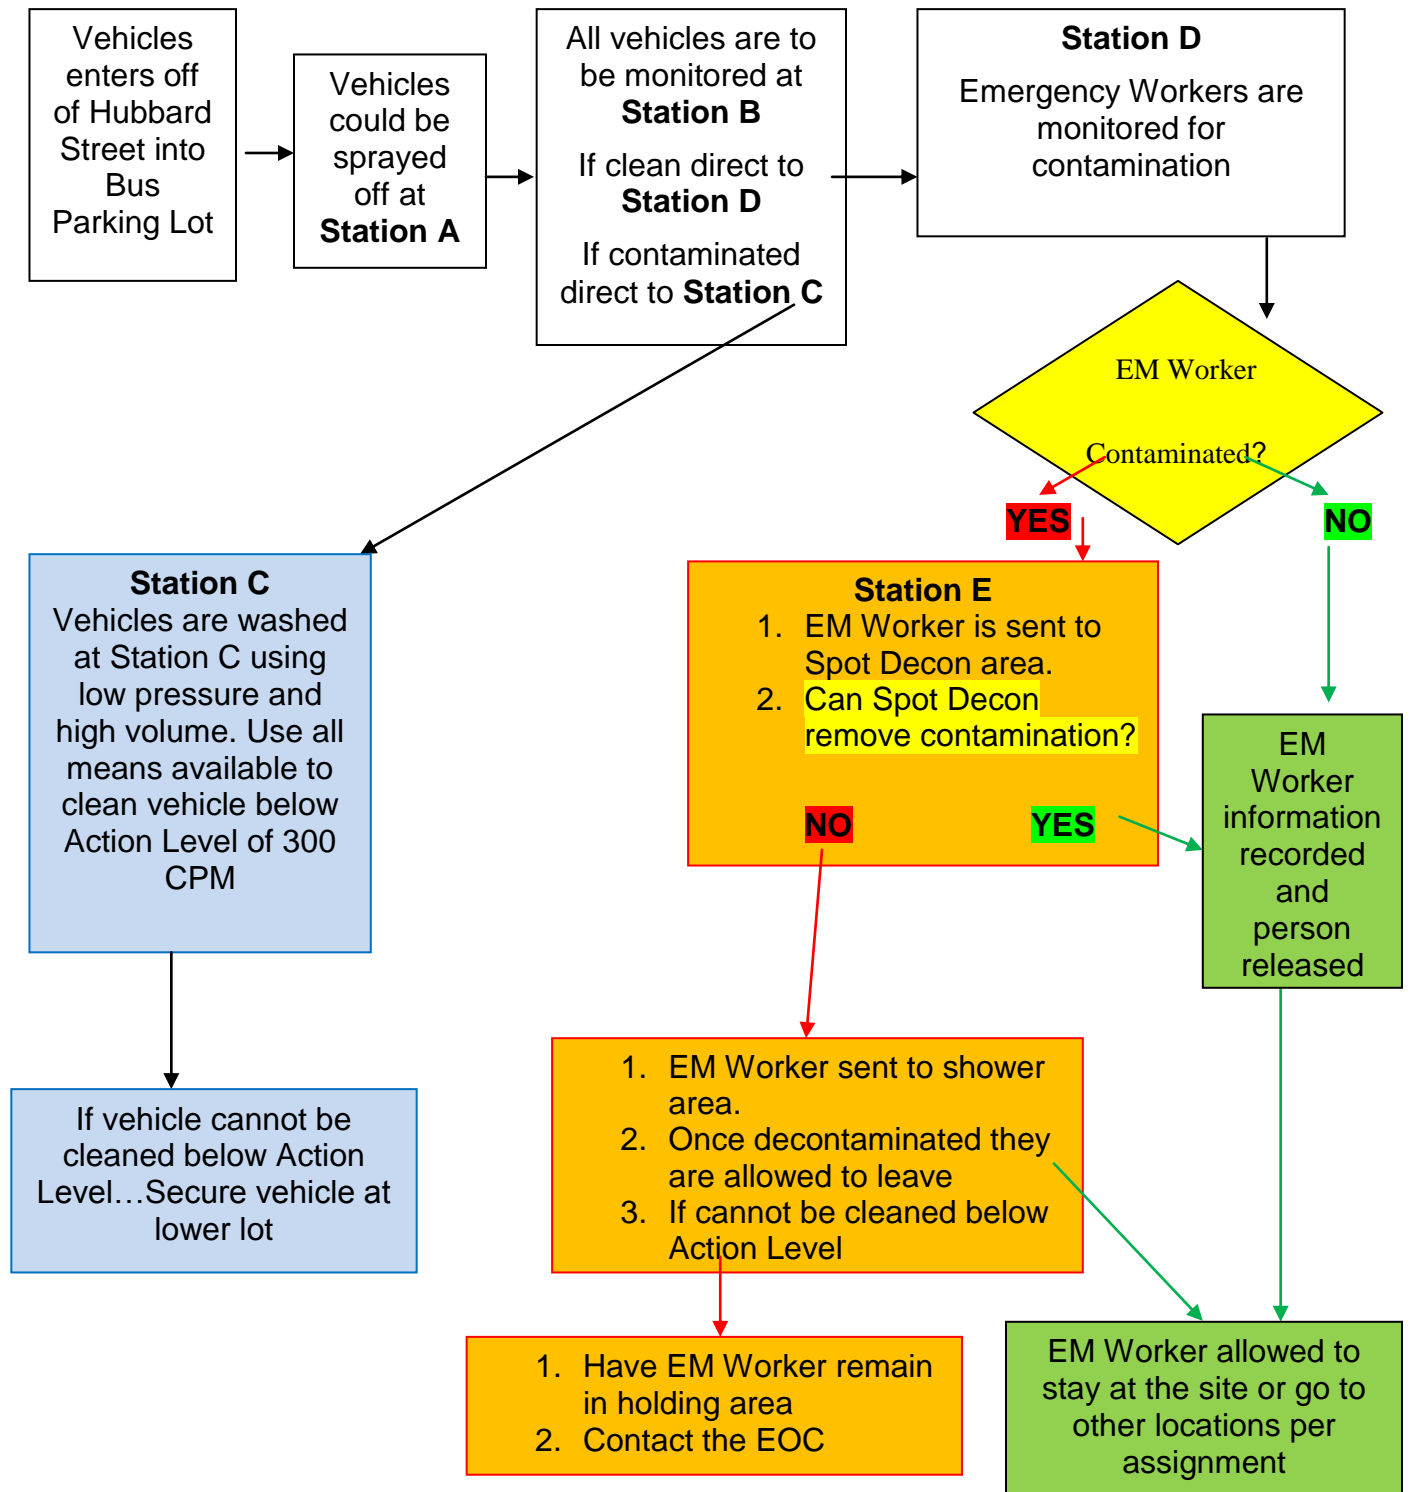 Vehicles
enters off
of Hubbard
Street into
Bus
Parking Lot
Vehicles
could be
sprayed
off at
Station A
All vehicles are to
be monitored at
Station B
If clean direct to
Station D
If contaminated
direct to Station C
Station D
Emergency Workers are
monitored for
contamination
EM Worker
Contaminated?
YES
NO
Station C
Vehicles are washed
at Station C using
low pressure and
high volume. Use all
means available to
clean vehicle below
Action Level of 300
CPM
Station E
1. EM Worker is sent to
Spot Decon area.
2. Can Spot Decon
remove contamination?
NO
YES
EM
Worker
information
recorded
and
person
released
If vehicle cannot be
cleaned below Action
Level…Secure vehicle at
lower lot
1. EM Worker sent to shower
area.
2. Once decontaminated they
are allowed to leave
3. If cannot be cleaned below
Action Level
1. Have EM Worker remain
in holding area
2. Contact the EOC
EM Worker allowed to
stay at the site or go to
other locations per
assignment